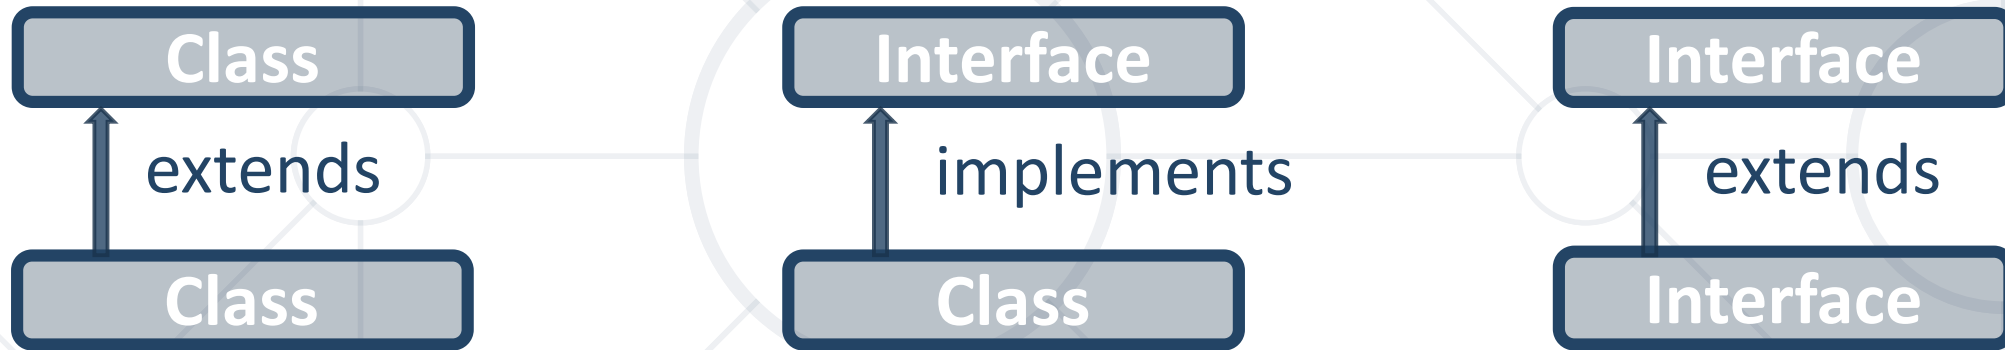 Class
Interface
Interface
extends
implements
extends
Class
Class
Interface